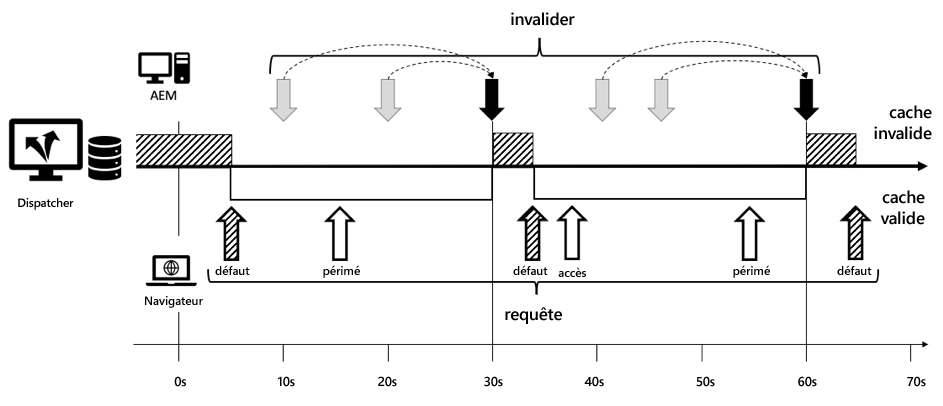 invalider
AEM
cache
invalide
Dispatcher
cache
valide
défaut
périmé
défaut
accès
périmé
défaut
Navigateur
requête
0s
10s
20s
30s
40s
50s
60s
70s